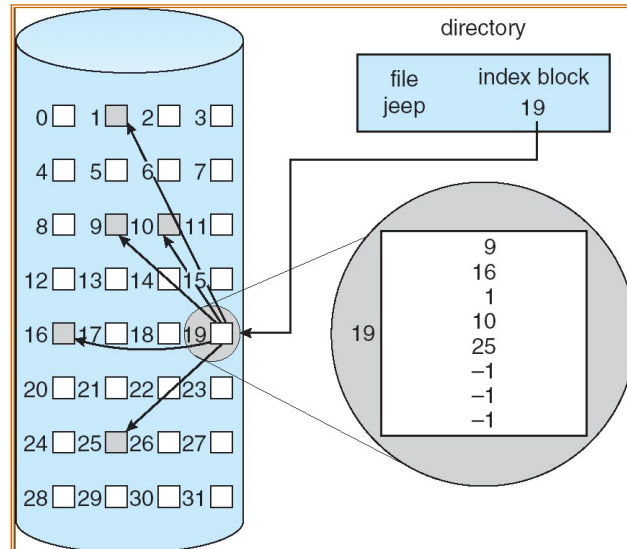 directory
file index block
jeep 19
0 1 2 3
4 5 6 7
8 9 10 11
12 13 14 15
16 17 18 19
20 21 22 23
24 25 26 27
28 29 30 31
19
9
16
1
10
25
–1
–1
–1